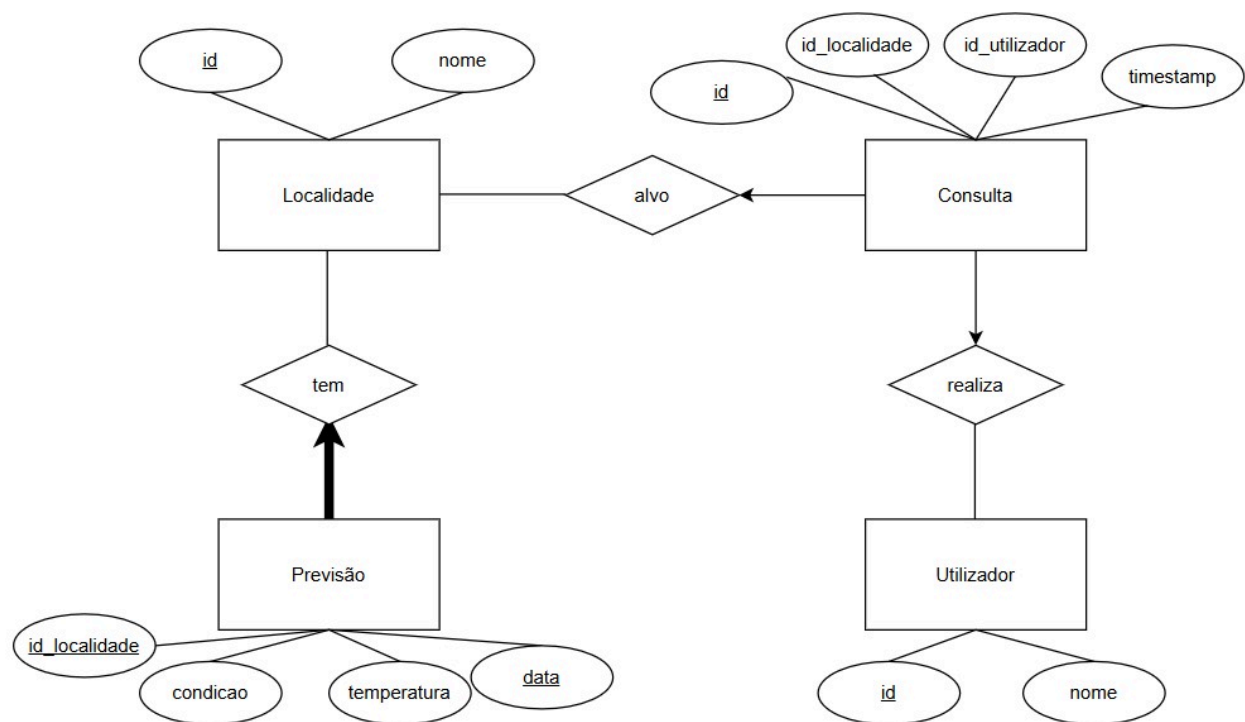 id
nome
id_localidade
id_utilizador
timestamp
id
Localidade
alvo
Consulta
tem
realiza
Previsão
Utilizador
id_localidade
condicao
temperatura
data
id
nome